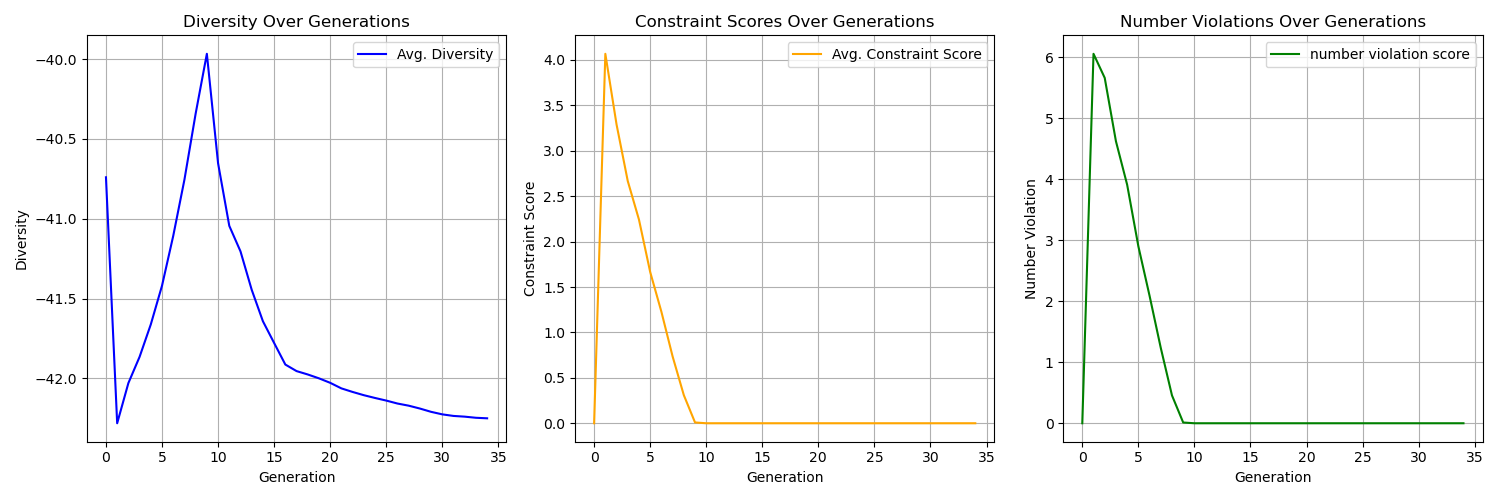 Diversity Over Generations
Avg. Diversity
−40.0
−40.5
−41.0
−41.5
−42.0
Diversity
0 5 10 15 20 25 30 35
Generation
Constraint Scores Over Generations
Avg. Constraint Score
4.0
3.5
3.0
2.5
2.0
1.5
1.0
0.5
0.0
Constraint Score
0 5 10 15 20 25 30 35
Generation
Number Violations Over Generations
number violation score
6
5
4
3
2
1
0
Number Violation
0 5 10 15 20 25 30 35
Generation